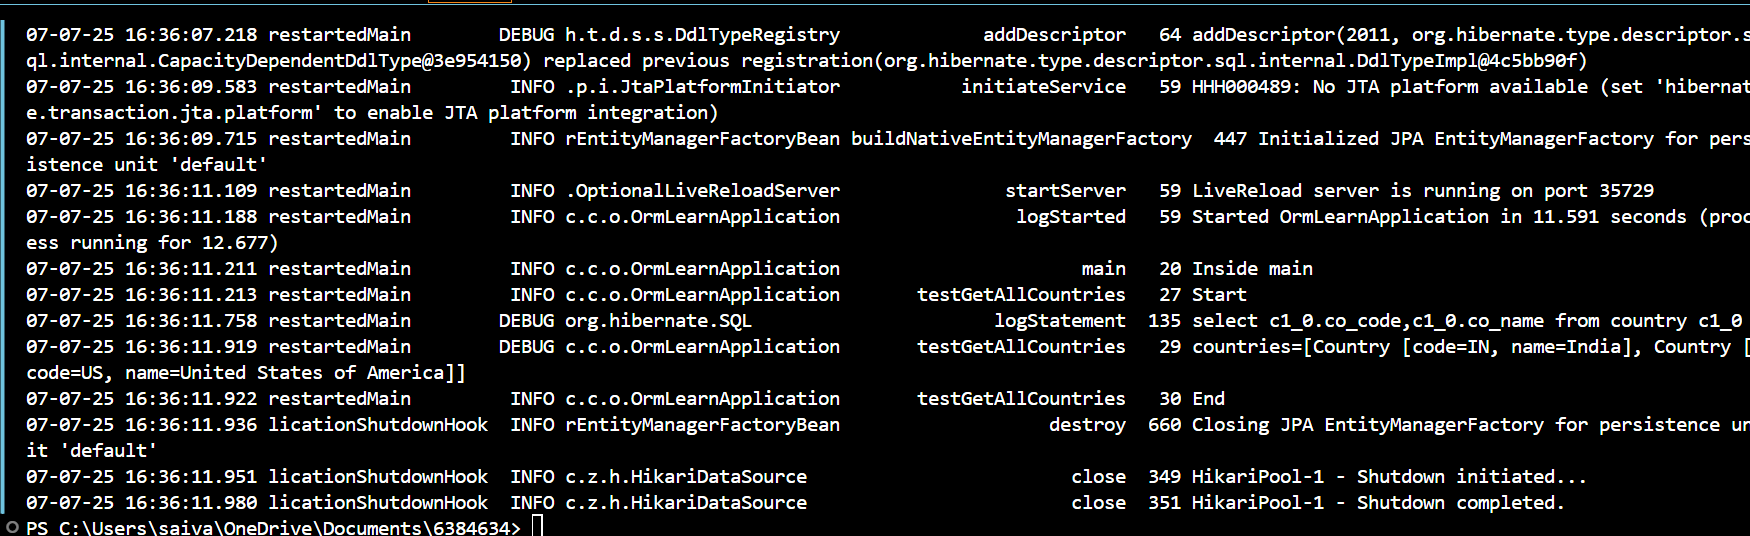 07-07-25 16:36:07.218 restartedMain        DEBUG h.t.d.s.s.DdlTypeRegistry             addDescriptor   64 addDescriptor(2011, org.hibernate.type.descriptor.s
ql.internal.CapacityDependentDdlType@3e954150) replaced previous registration(org.hibernate.type.descriptor.sql.internal.DdlTypeImpl@4c5bb90f)
07-07-25 16:36:09.583 restartedMain         INFO .p.i.JtaPlatformInitiator           initiateService   59 HHH000489: No JTA platform available (set 'hibernat
e.transaction.jta.platform' to enable JTA platform integration)
07-07-25 16:36:09.715 restartedMain         INFO rEntityManagerFactoryBean buildNativeEntityManagerFactory  447 Initialized JPA EntityManagerFactory for pers
istence unit 'default'
07-07-25 16:36:11.109 restartedMain         INFO .OptionalLiveReloadServer               startServer   59 LiveReload server is running on port 35729
07-07-25 16:36:11.188 restartedMain         INFO c.c.o.OrmLearnApplication                logStarted   59 Started OrmLearnApplication in 11.591 seconds (proc
ess running for 12.677)
07-07-25 16:36:11.211 restartedMain         INFO c.c.o.OrmLearnApplication                      main   20 Inside main
07-07-25 16:36:11.213 restartedMain         INFO c.c.o.OrmLearnApplication       testGetAllCountries   27 Start
07-07-25 16:36:11.758 restartedMain        DEBUG org.hibernate.SQL                      logStatement  135 select c1_0.co_code,c1_0.co_name from country c1_0
07-07-25 16:36:11.919 restartedMain        DEBUG c.c.o.OrmLearnApplication       testGetAllCountries   29 countries=[Country [code=IN, name=India], Country [
code=US, name=United States of America]]
07-07-25 16:36:11.922 restartedMain         INFO c.c.o.OrmLearnApplication       testGetAllCountries   30 End
07-07-25 16:36:11.936 licationShutdownHook  INFO rEntityManagerFactoryBean                   destroy  660 Closing JPA EntityManagerFactory for persistence un
it 'default'
07-07-25 16:36:11.951 licationShutdownHook  INFO c.z.h.HikariDataSource                        close  349 HikariPool-1 - Shutdown initiated...
07-07-25 16:36:11.980 licationShutdownHook  INFO c.z.h.HikariDataSource                        close  351 HikariPool-1 - Shutdown completed.
PS C:\Users\saiva\OneDrive\Documents\6384634>